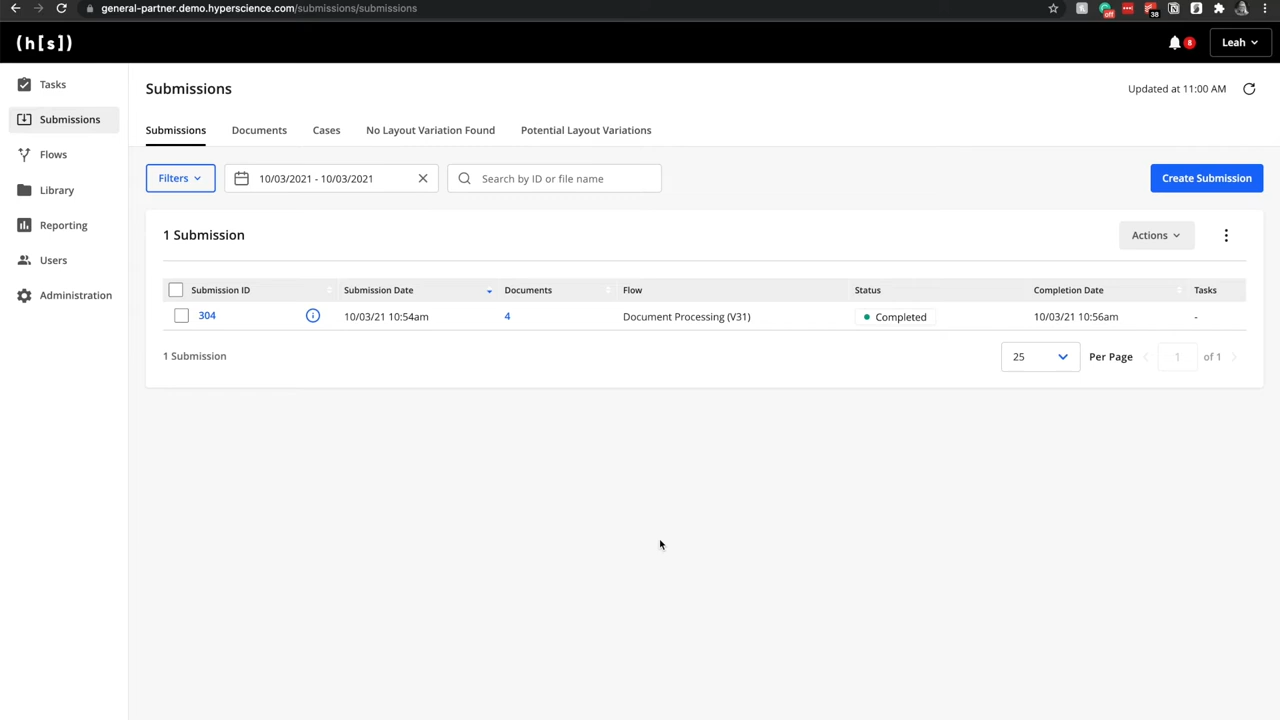 general-partner.demo.hyperscience.com/submissions/submissions
off
38
(h[s])
8
Leah
Tasks
Submissions
Flows
Library
Reporting
Users
Administration
Submissions
Updated at 11:00 AM
Submissions Documents Cases No Layout Variation Found Potential Layout Variations
Filters 10/03/2021 - 10/03/2021 Search by ID or file name Create Submission
1 Submission Actions
Submission ID Submission Date Documents Flow Status Completion Date Tasks
304 10/03/21 10:54am 4 Document Processing (V31) Completed 10/03/21 10:56am -
1 Submission 25 Per Page 1 of 1